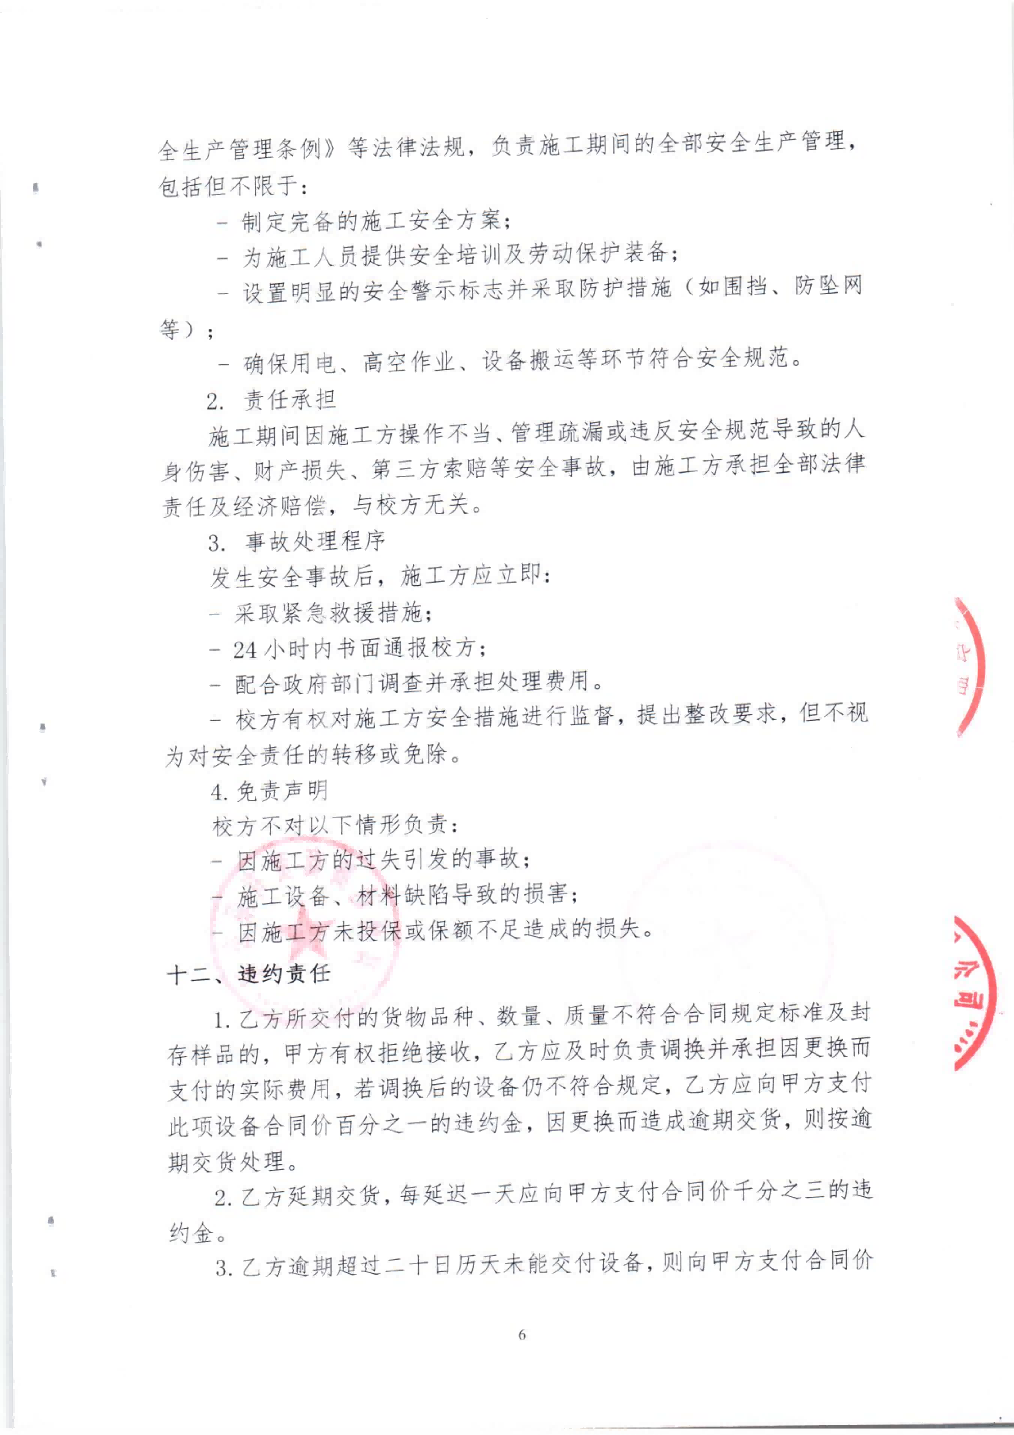 全生产管理条例》等法律法规，负责施工期间的全部安全生产管理，
包括但不限于：
- 制定完备的施工安全方案；
- 为施工人员提供安全培训及劳动保护装备；
- 设置明显的安全警示标志并采取防护措施（如围挡、防坠网
等）；
- 确保用电、高空作业、设备搬运等环节符合安全规范。
2. 责任承担
施工期间因施工方操作不当、管理疏漏或违反安全规范导致的人
身伤害、财产损失、第三方索赔等安全事故，由施工方承担全部法律
责任及经济赔偿，与校方无关。
3. 事故处理程序
发生安全事故后，施工方应立即：
- 采取紧急救援措施；
- 24小时内书面通报校方；
- 配合政府部门调查并承担处理费用。
- 校方有权对施工方安全措施进行监督，提出整改要求，但不视
为对安全责任的转移或免除。
4.免责声明
校方不对以下情形负责：
- 因施工方的过失引发的事故；
- 施工设备、材料缺陷导致的损害；
- 因施工方未投保或保额不足造成的损失。
十二、违约责任
1.乙方所交付的货物品种、数量、质量不符合合同规定标准及封
存样品的，甲方有权拒绝接收，乙方应及时负责调换并承担因更换而
支付的实际费用，若调换后的设备仍不符合规定，乙方应向甲方支付
此项设备合同价百分之一的违约金，因更换而造成逾期交货，则按逾
期交货处理。
2.乙方延期交货，每延迟一天应向甲方支付合同价千分之三的违
约金。
3.乙方逾期超过二十日历天未能交付设备，则向甲方支付合同价
6
公司